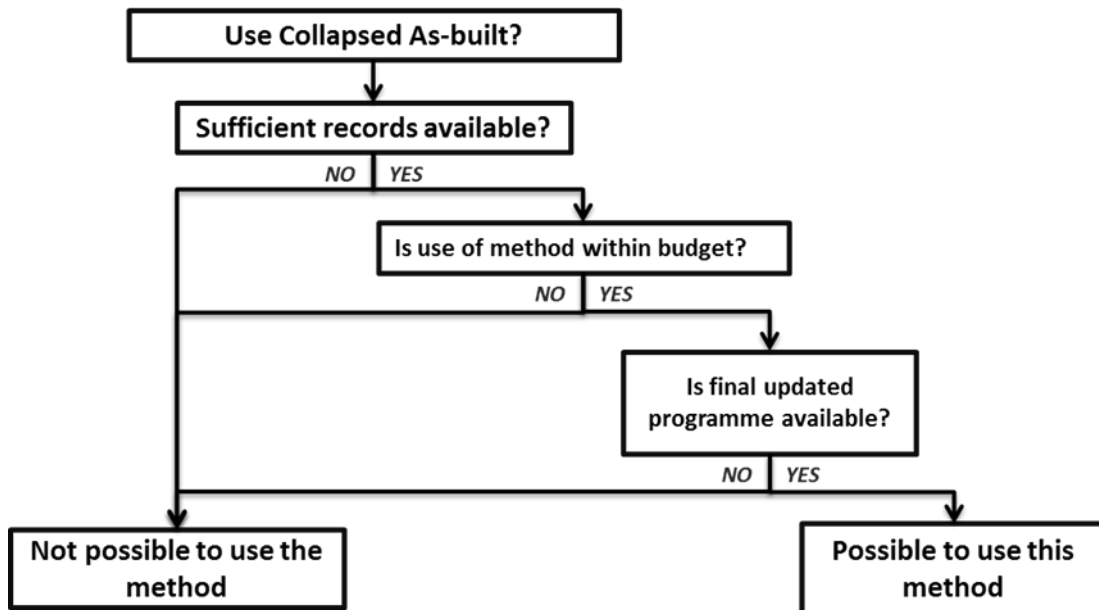 Use Collapsed As-built?
Sufficient records available?
NO YES
Is use of method within budget?
NO YES
Is final updated
programme available?
NO YES
Not possible to use the
method
Possible to use this
method